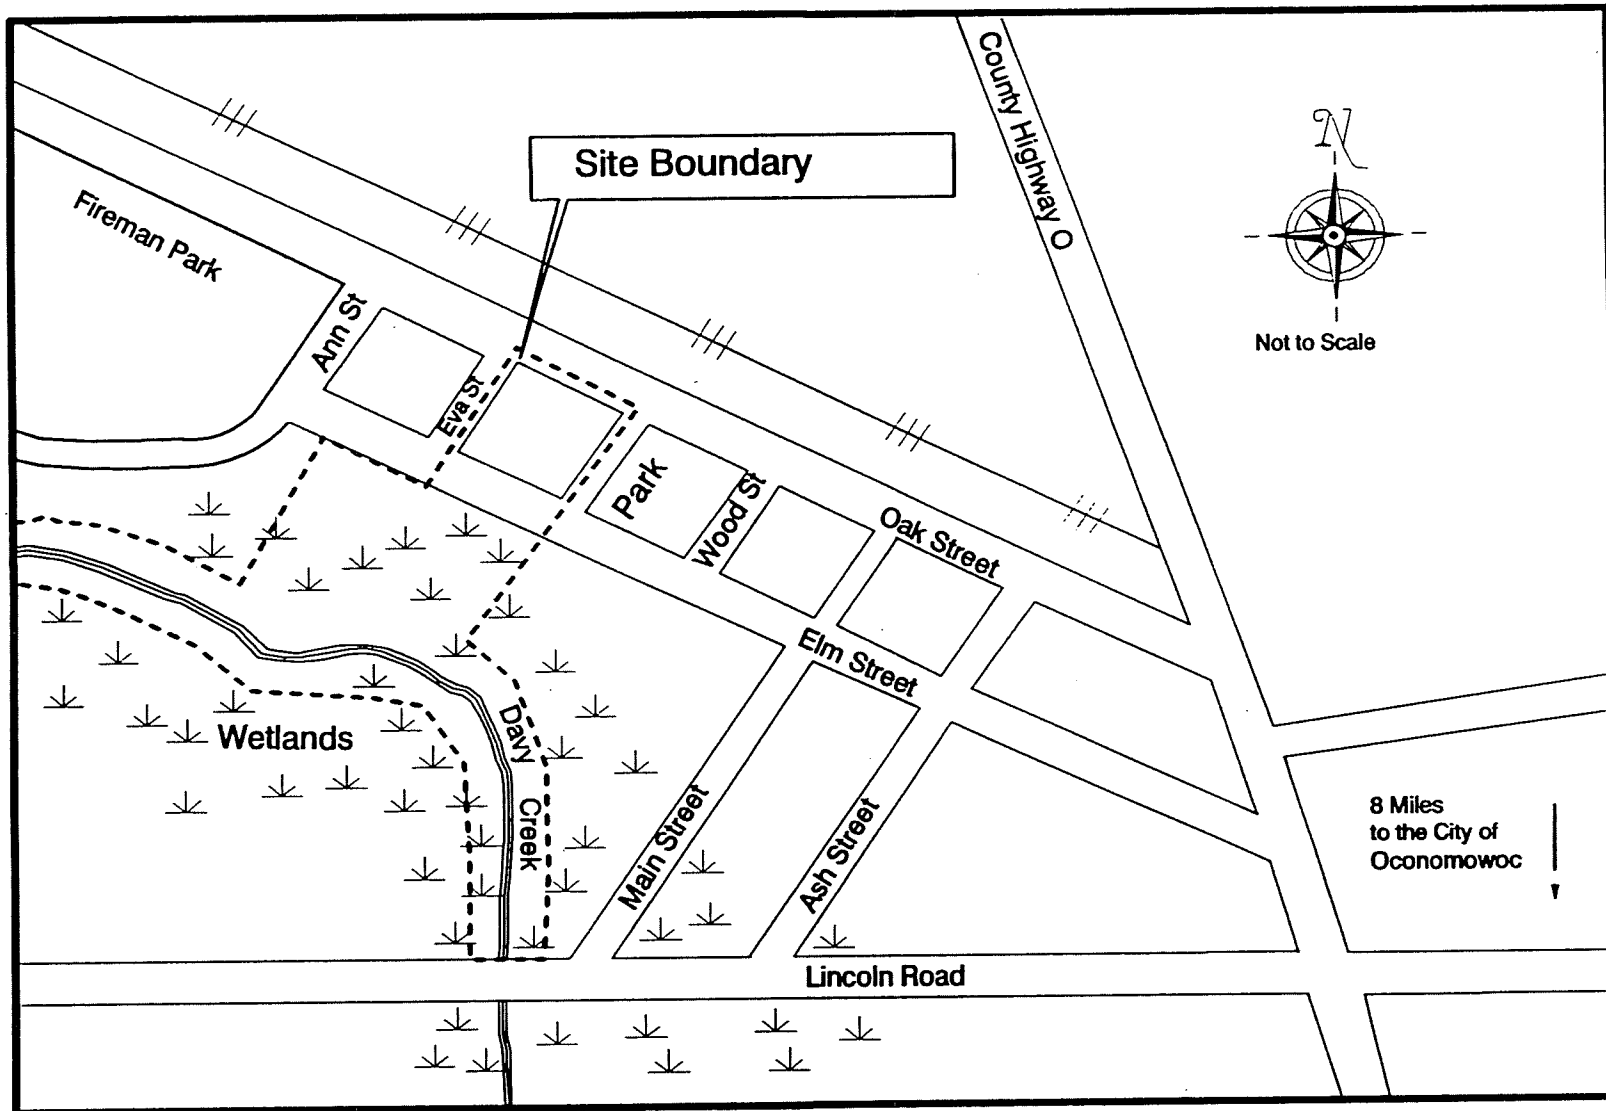 County Highway O
N
Site Boundary
Fireman Park
Not to Scale
Ann St
Eva St
Park
Wood St
Oak Street
Elm Street
Davy
Creek
Wetlands
Main Street
Ash Street
8 Miles
to the City of
Oconomowoc
Lincoln Road